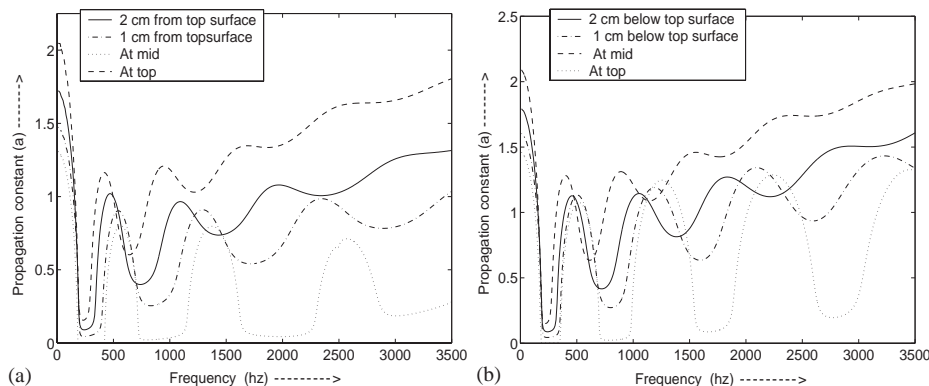 2 cm from top surface
1 cm from topsurface
At mid
At top
2
1.5
1
0.5
0
Propagation constant (a) ------>
0 500 1000 1500 2000 2500 3000 3500
Frequency (hz) -------->
(a)
2 cm below top surface
1 cm below top surface
At mid
At top
2.5
2
1.5
1
0.5
0
Propagation constant (a) ------>
0 500 1000 1500 2000 2500 3000 3500
Frequency (hz) -------->
(b)